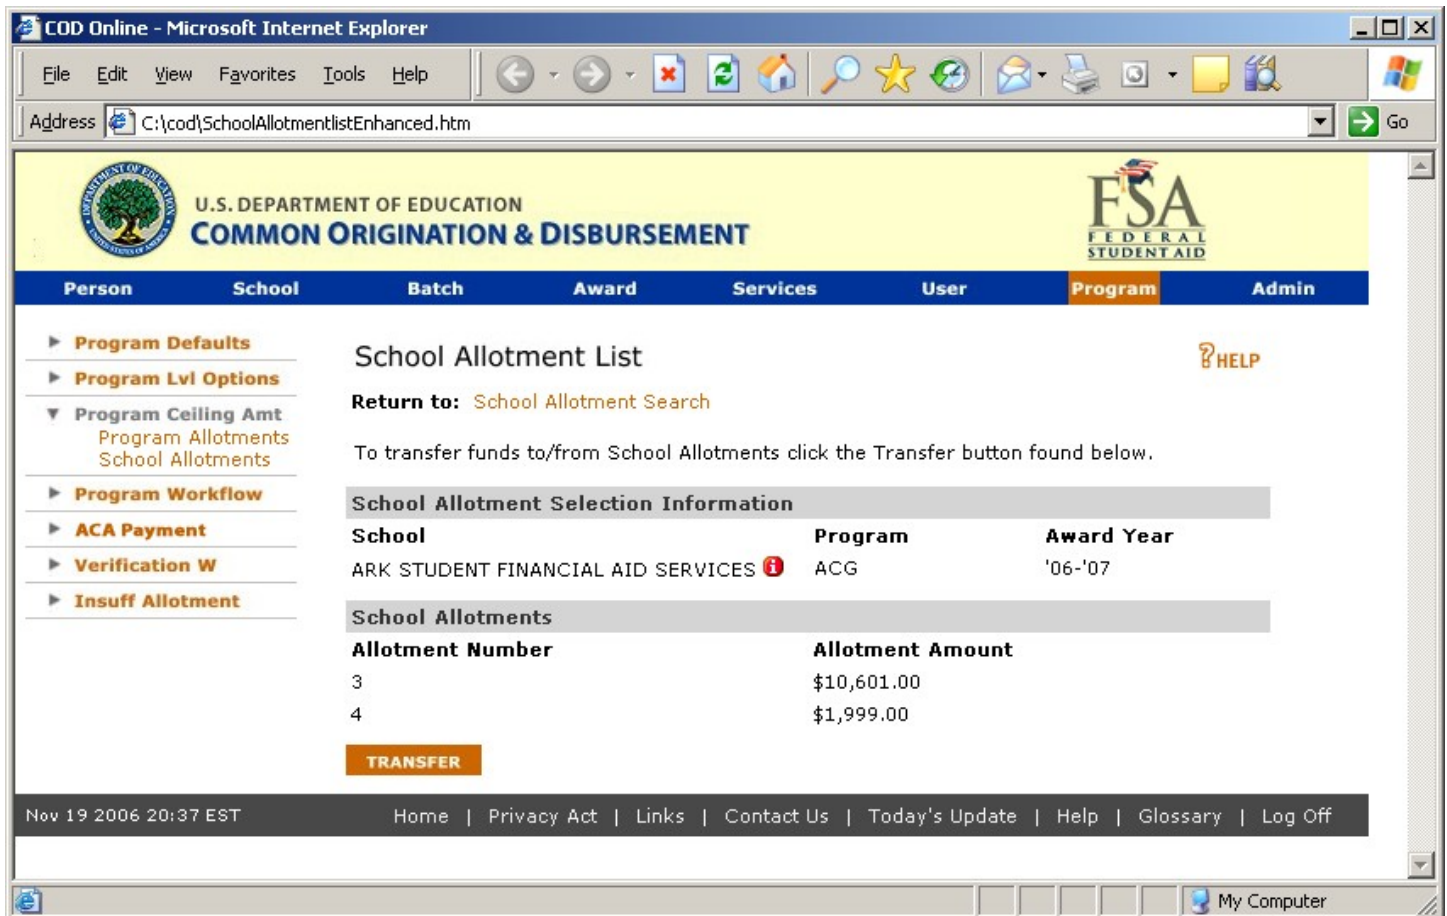 COD Online - Microsoft Internet Explorer
File Edit View Favorites Tools Help
Address C:\cod\SchoolAllotmentlistEnhanced.htm Go
U.S. DEPARTMENT OF EDUCATION
COMMON ORIGINATION & DISBURSEMENT
FSA
FEDERAL
STUDENT AID
Person School Batch Award Services User Program Admin
Program Defaults
Program Lvl Options
Program Ceiling Amt
Program Allotments
School Allotments
Program Workflow
ACA Payment
Verification W
Insuff Allotment
School Allotment List
HELP
Return to: School Allotment Search
To transfer funds to/from School Allotments click the Transfer button found below.
School Allotment Selection Information
School Program Award Year
ARK STUDENT FINANCIAL AID SERVICES ACG '06-'07
School Allotments
Allotment Number Allotment Amount
3 $10,601.00
4 $1,999.00
TRANSFER
Nov 19 2006 20:37 EST Home | Privacy Act | Links | Contact Us | Today's Update | Help | Glossary | Log Off
My Computer